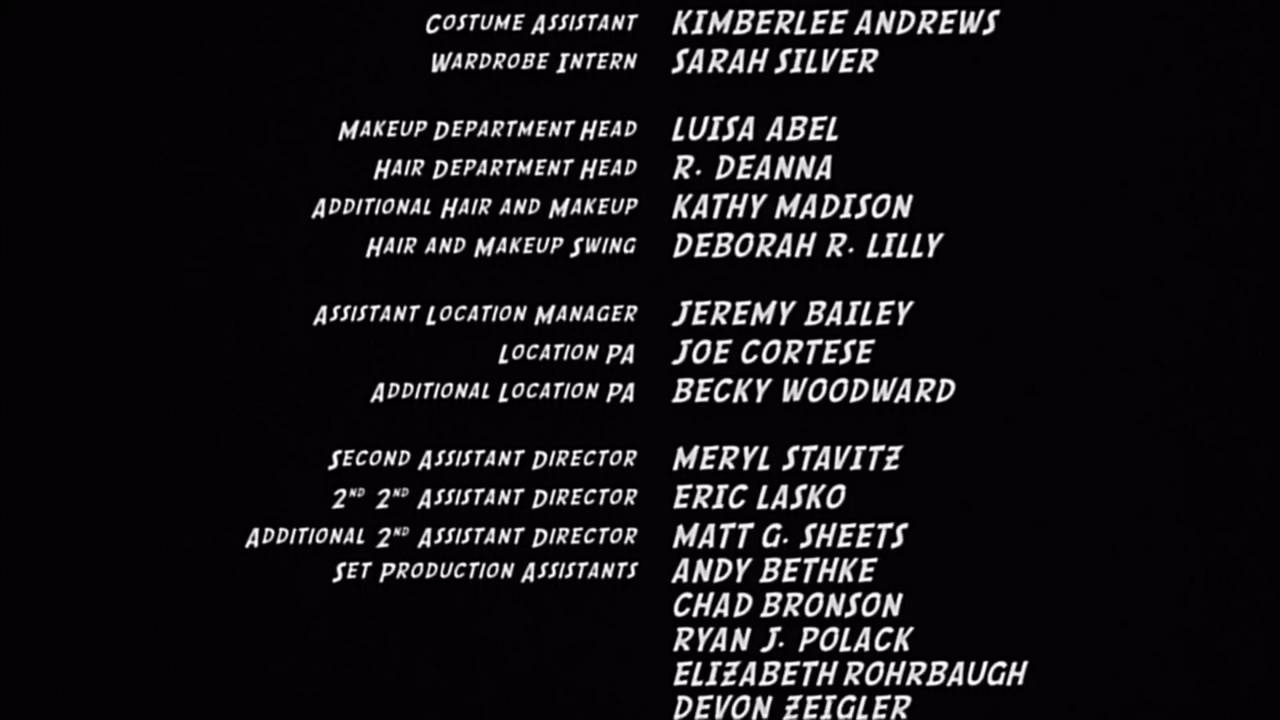 Costume Assistant KIMBERLEE ANDREWS
Wardrobe Intern SARAH SILVER
Makeup Department Head LUISA ABEL
Hair Department Head R. DEANNA
Additional Hair and Makeup KATHY MADISON
Hair and Makeup Swing DEBORAH R. LILLY
Assistant Location Manager JEREMY BAILEY
Location PA JOE CORTESE
Additional Location PA BECKY WOODWARD
Second Assistant Director MERYL STAVITZ
2ND 2ND Assistant Director ERIC LASKO
Additional 2ND Assistant Director MATT G. SHEETS
Set Production Assistants ANDY BETHKE
CHAD BRONSON
RYAN J. POLACK
ELIZABETH ROHRBAUGH
DEVON ZEIGLER